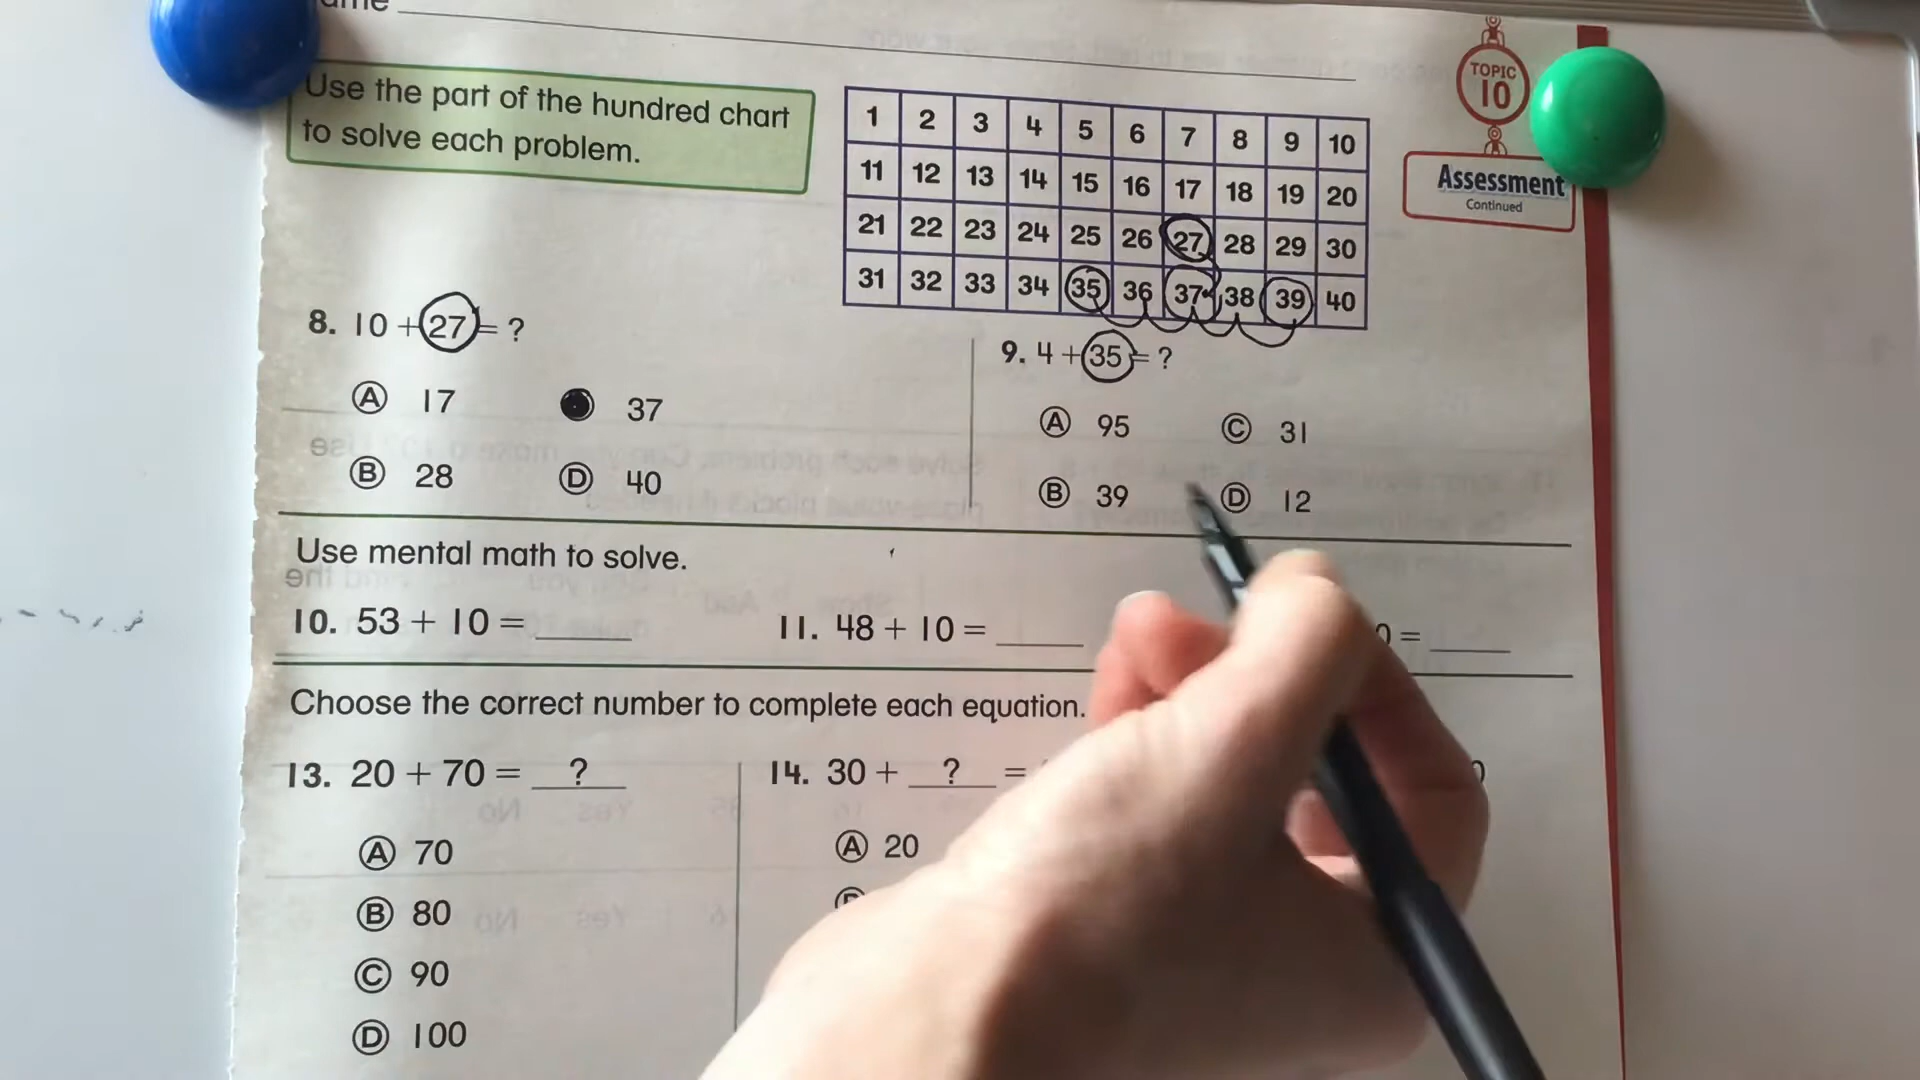 Use the part of the hundred chart
to solve each problem.
TOPIC
10
Assessment
Continued
1 2 3 4 5 6 7 8 9 10
11 12 13 14 15 16 17 18 19 20
21 22 23 24 25 26 27 28 29 30
31 32 33 34 35 36 37 38 39 40
8. 10 + 27 = ?
A 17
37
B 28
D 40
9. 4 + 35 = ?
A 95
C 31
B 39
D 12
Use mental math to solve.
10. 53 + 10 = ____
11. 48 + 10 = ____
0 = ____
Choose the correct number to complete each equation.
13. 20 + 70 = ?
A 70
B 80
C 90
D 100
14. 30 + ? =
A 20